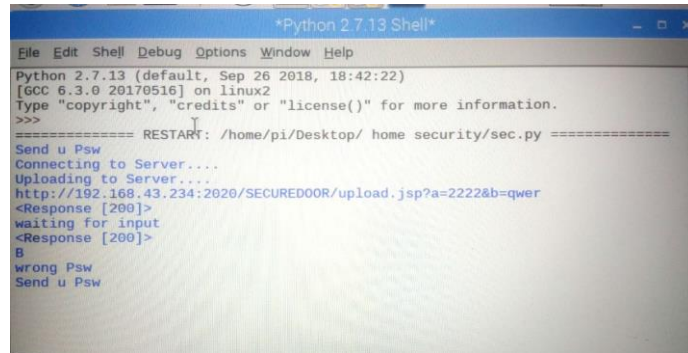 *Python 2.7.13 Shell*
File Edit Shell Debug Options Window Help
Python 2.7.13 (default, Sep 26 2018, 18:42:22)
[GCC 6.3.0 20170516] on linux2
Type "copyright", "credits" or "license()" for more information.
>>>
============== RESTART: /home/pi/Desktop/ home security/sec.py ==============
Send u Psw
Connecting to Server....
Uploading to Server....
http://192.168.43.234:2020/SECUREDOOR/upload.jsp?a=2222&b=qwer
<Response [200]>
waiting for input
<Response [200]>
B
wrong Psw
Send u Psw